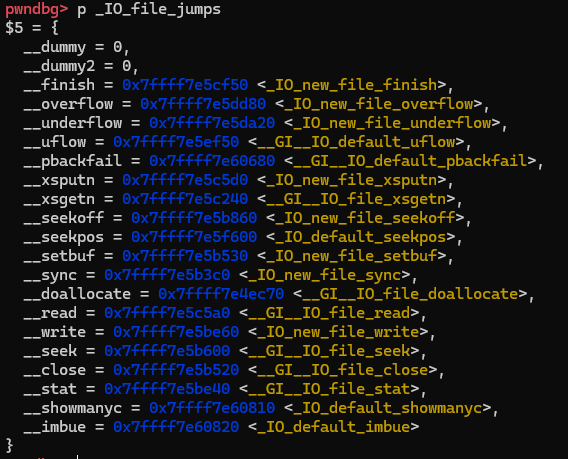 pwndbg> p _IO_file_jumps
$5 = {
  __dummy = 0,
  __dummy2 = 0,
  __finish = 0x7ffff7e5cf50 <_IO_new_file_finish>,
  __overflow = 0x7ffff7e5dd80 <_IO_new_file_overflow>,
  __underflow = 0x7ffff7e5da20 <_IO_new_file_underflow>,
  __uflow = 0x7ffff7e5ef50 <__GI__IO_default_uflow>,
  __pbackfail = 0x7ffff7e60680 <__GI__IO_default_pbackfail>,
  __xsputn = 0x7ffff7e5c5d0 <_IO_new_file_xsputn>,
  __xsgetn = 0x7ffff7e5c240 <__GI__IO_file_xsgetn>,
  __seekoff = 0x7ffff7e5b860 <_IO_new_file_seekoff>,
  __seekpos = 0x7ffff7e5f600 <_IO_default_seekpos>,
  __setbuf = 0x7ffff7e5b530 <_IO_new_file_setbuf>,
  __sync = 0x7ffff7e5b3c0 <_IO_new_file_sync>,
  __doallocate = 0x7ffff7e4ec70 <__GI__IO_file_doallocate>,
  __read = 0x7ffff7e5c5a0 <__GI__IO_file_read>,
  __write = 0x7ffff7e5be60 <_IO_new_file_write>,
  __seek = 0x7ffff7e5b600 <__GI__IO_file_seek>,
  __close = 0x7ffff7e5b520 <__GI__IO_file_close>,
  __stat = 0x7ffff7e5be40 <__GI__IO_file_stat>,
  __showmanyc = 0x7ffff7e60810 <_IO_default_showmanyc>,
  __imbue = 0x7ffff7e60820 <_IO_default_imbue>
}